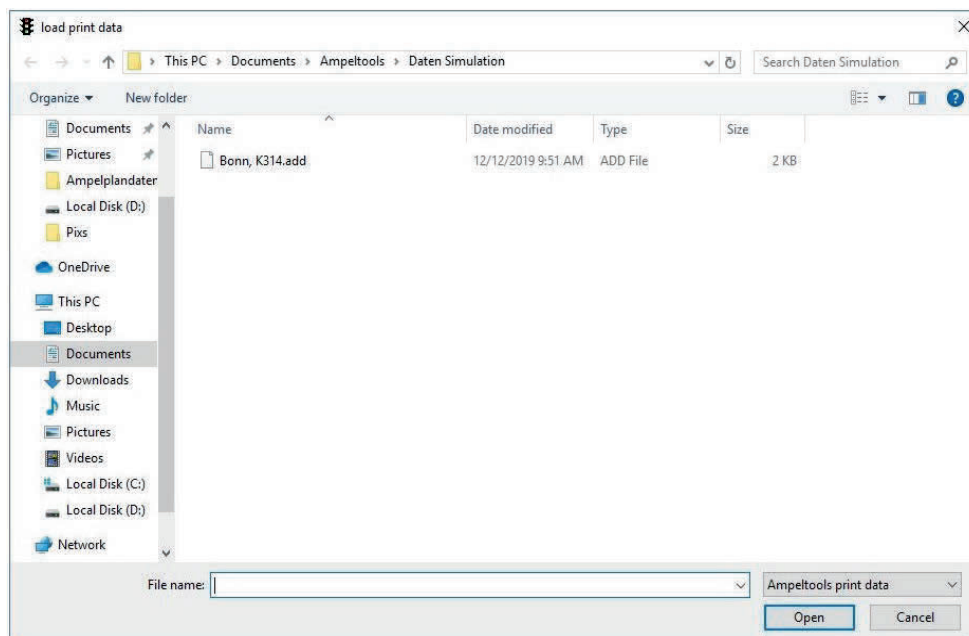 load print data
This PC > Documents > Ampeltools > Daten Simulation
Search Daten Simulation
Organize
New folder
Name
Date modified
Type
Size
Bonn, K314.add
12/12/2019 9:51 AM
ADD File
2 KB
Documents
Pictures
Ampelplandaten
Local Disk (D:)
Pixs
OneDrive
This PC
Desktop
Documents
Downloads
Music
Pictures
Videos
Local Disk (C:)
Local Disk (D:)
Network
File name:
Ampeltools print data
Open
Cancel